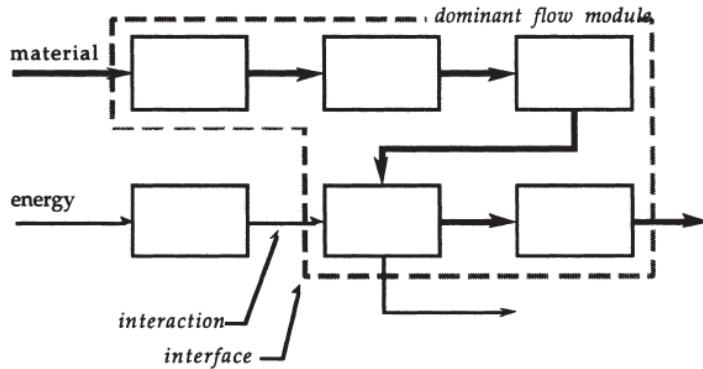 dominant flow module
material
energy
interaction
interface